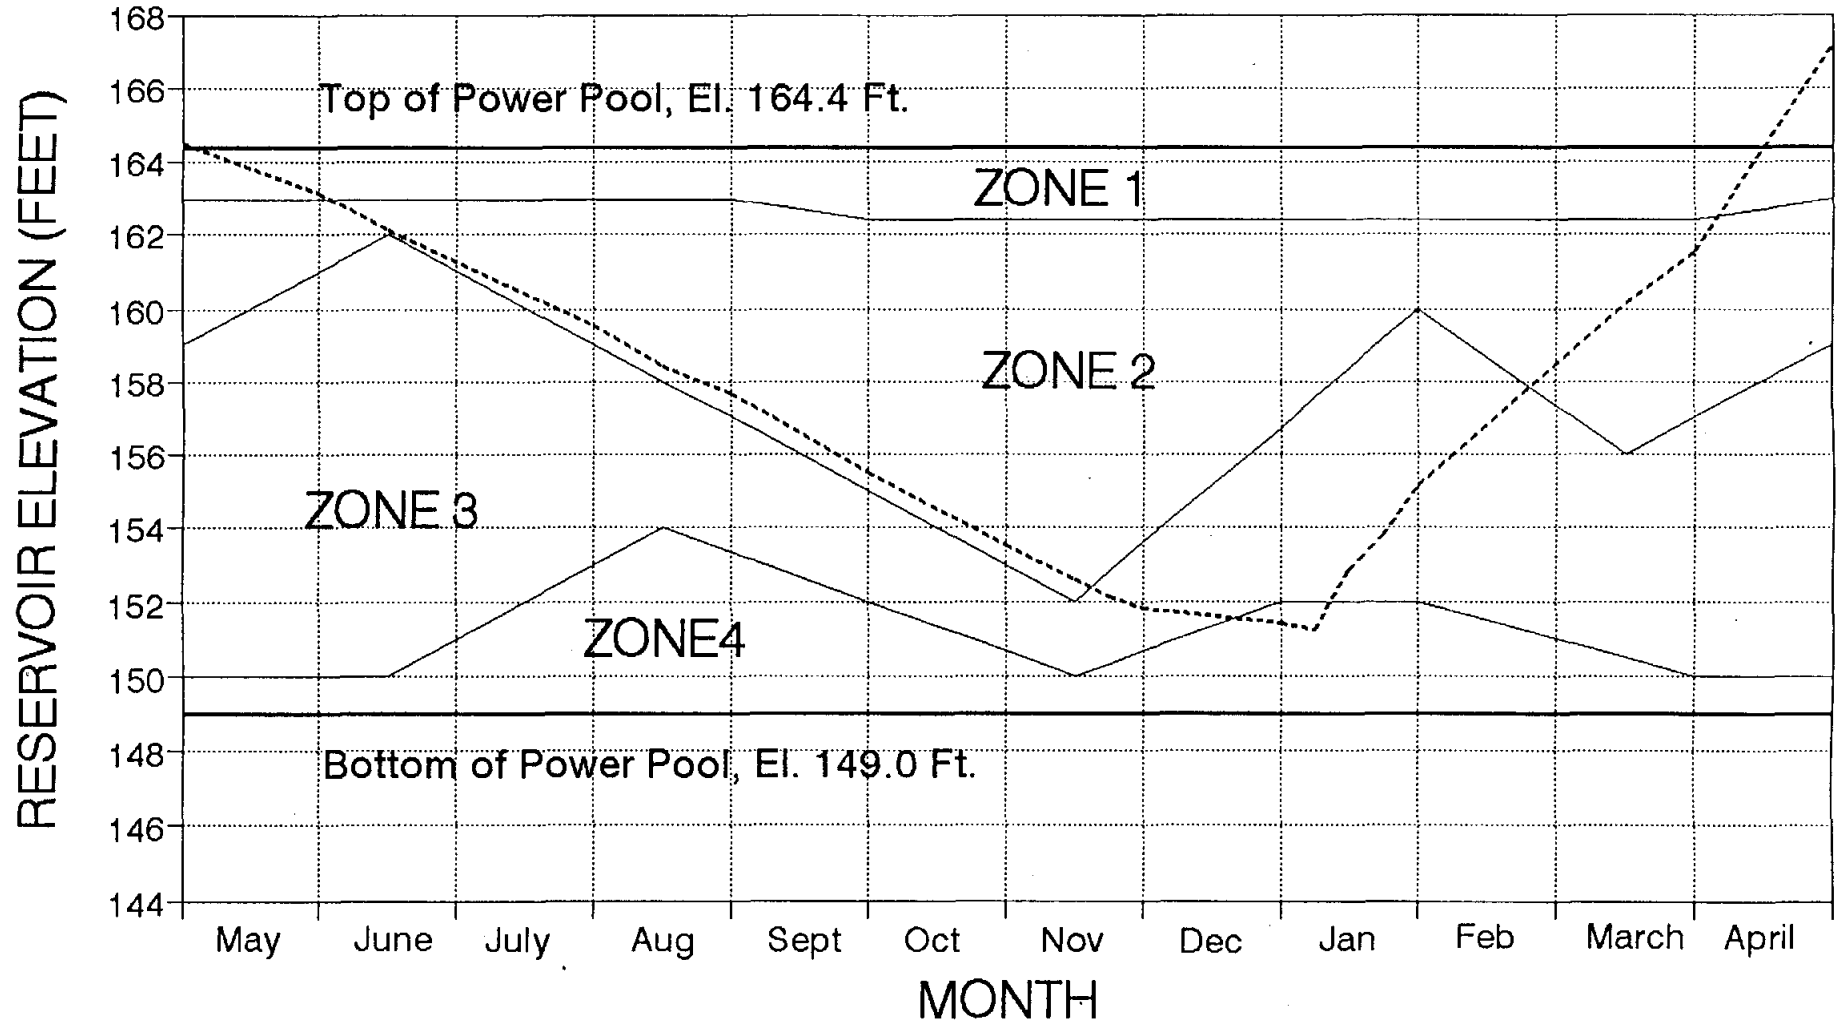 RESERVOIR ELEVATION (FEET)
168
166
164
162
160
158
156
154
152
150
148
146
144
Top of Power Pool, El. 164.4 Ft.
ZONE 1
ZONE 2
ZONE 3
ZONE4
Bottom of Power Pool, El. 149.0 Ft.
May June July Aug Sept Oct Nov Dec Jan Feb March April
MONTH